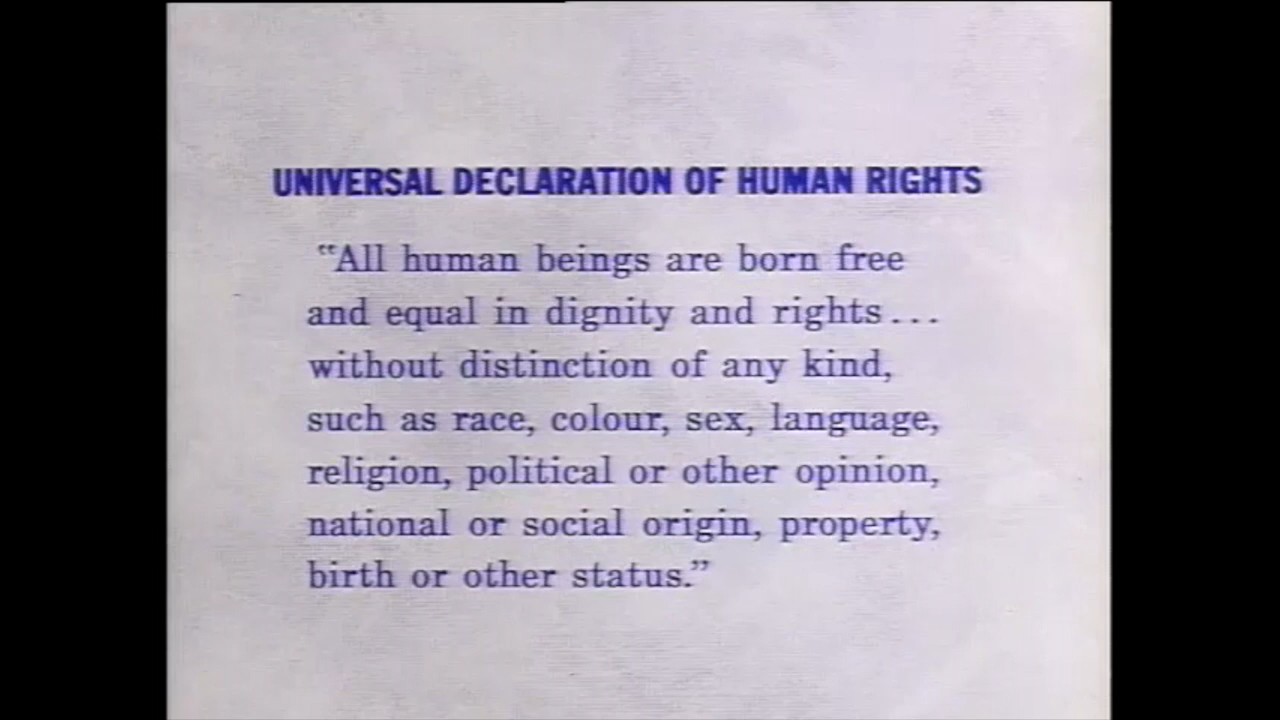 UNIVERSAL DECLARATION OF HUMAN RIGHTS
“All human beings are born free
and equal in dignity and rights...
without distinction of any kind,
such as race, colour, sex, language,
religion, political or other opinion,
national or social origin, property,
birth or other status.”